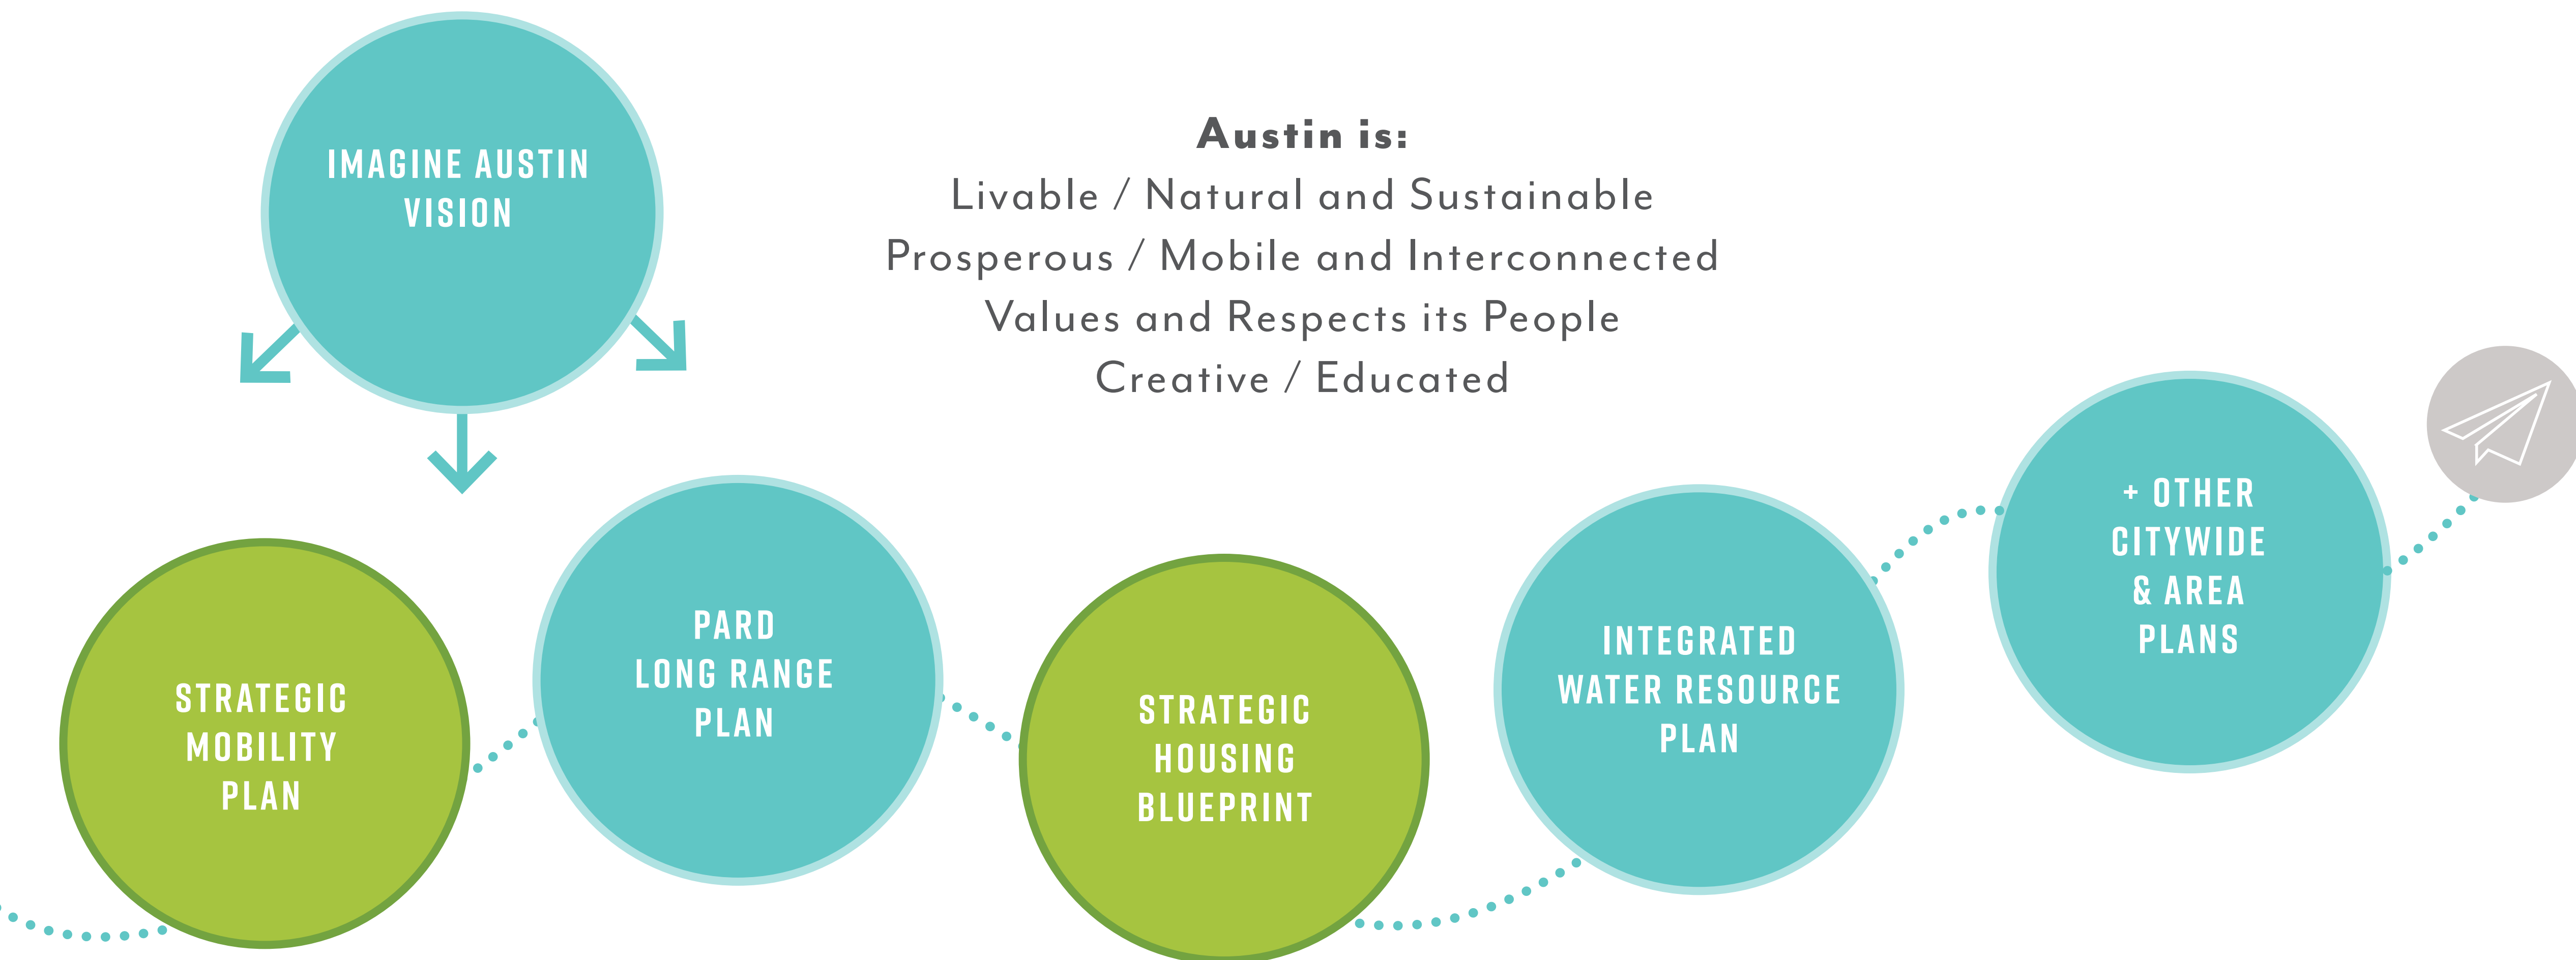 IMAGINE AUSTIN
VISION
Austin is:
Livable / Natural and Sustainable
Prosperous / Mobile and Interconnected
Values and Respects its People
Creative / Educated
STRATEGIC
MOBILITY
PLAN
PARD
LONG RANGE
PLAN
STRATEGIC
HOUSING
BLUEPRINT
INTEGRATED
WATER RESOURCE
PLAN
+ OTHER
CITYWIDE
& AREA
PLANS